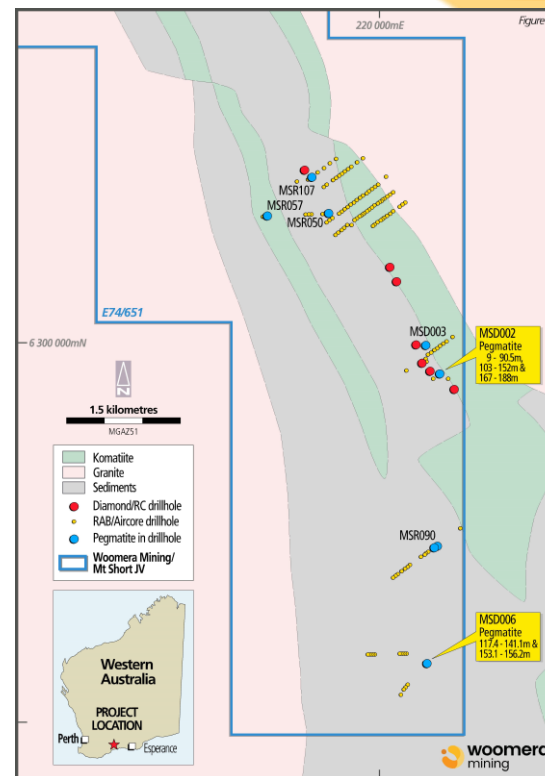 Figure
220 000mE
MSR107
MSR057
MSR050
E74/651
MSD003
MSD002
Pegmatite
9 - 90.5m,
103 - 152m &
167 - 188m
6 300 000mN
N
1.5 kilometres
MGAZ51
Komatiite
Granite
Sediments
Diamond/RC drillhole
RAB/Aircore drillhole
Pegmatite in drillhole
Woomera Mining/
Mt Short JV
MSR090
MSD006
Pegmatite
117.4 - 141.1m &
153.1 - 156.2m
Western
Australia
PROJECT
LOCATION
Perth
Esperance
woomera
mining